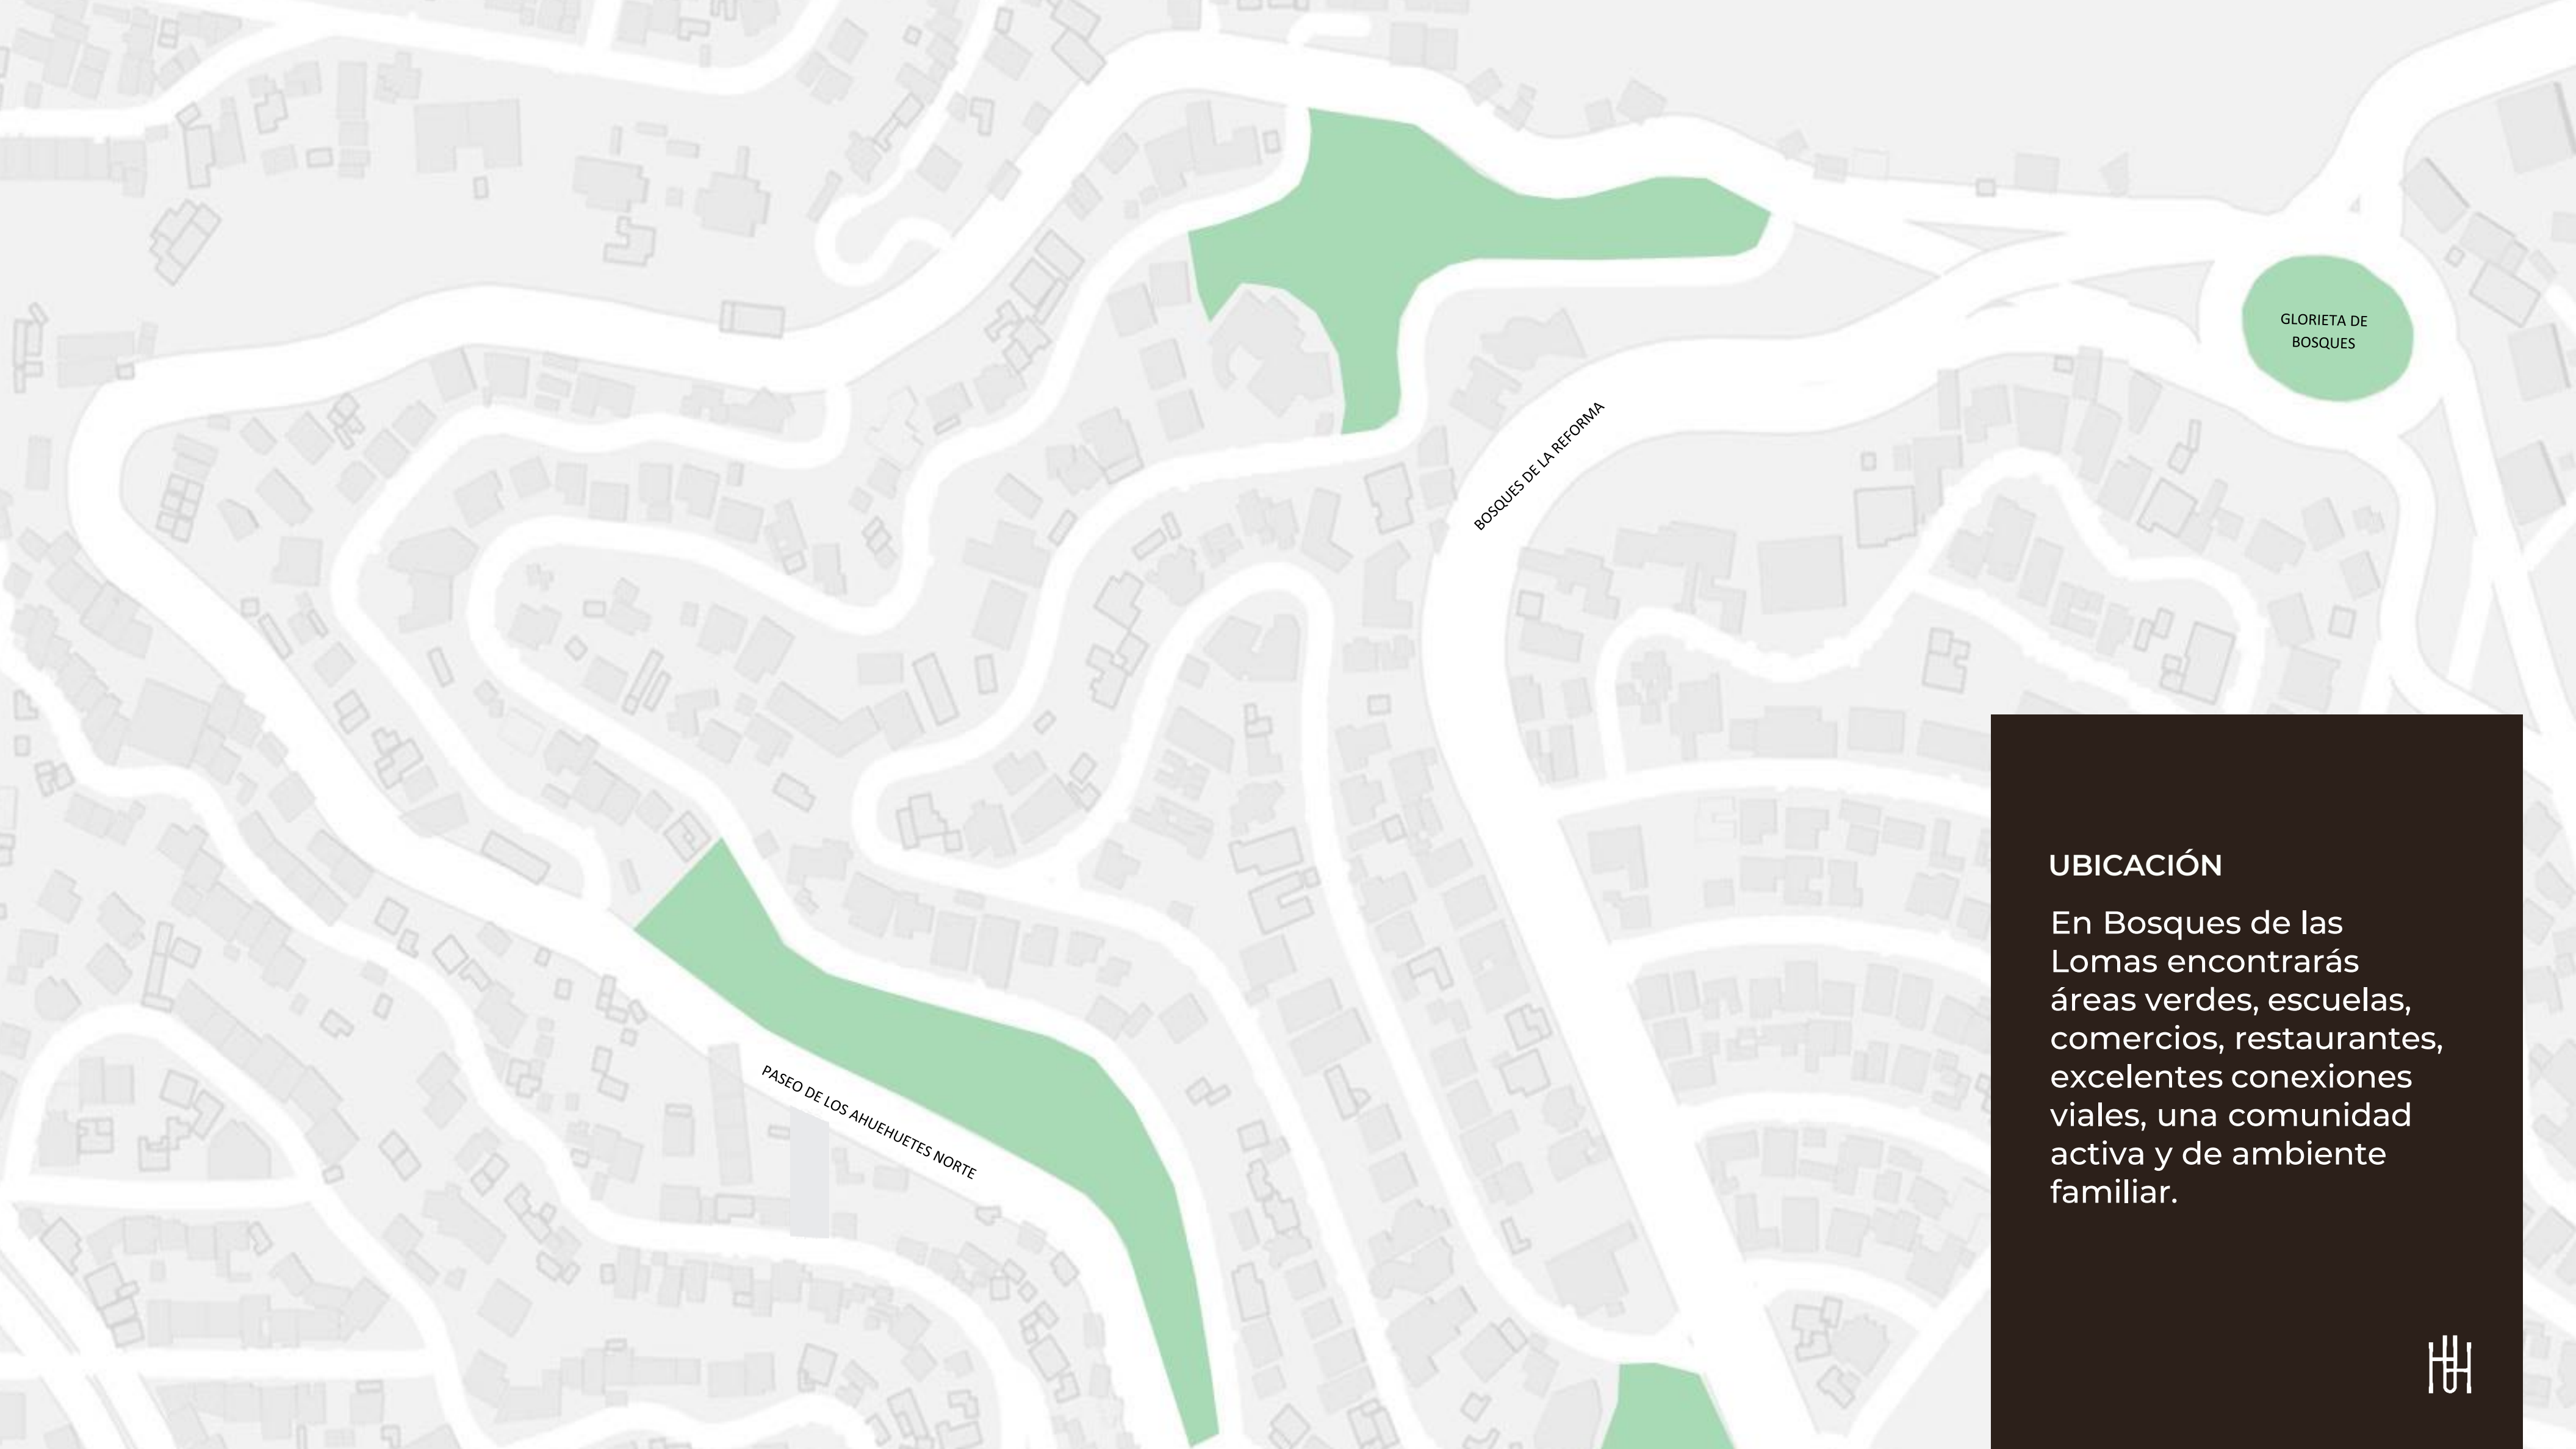 GLORIETA DE
BOSQUES
BOSQUES DE LA REFORMA
PASEO DE LOS AHUEHUETES NORTE
UBICACIÓN
En Bosques de las
Lomas encontrarás
áreas verdes, escuelas,
comercios, restaurantes,
excelentes conexiones
viales, una comunidad
activa y de ambiente
familiar.